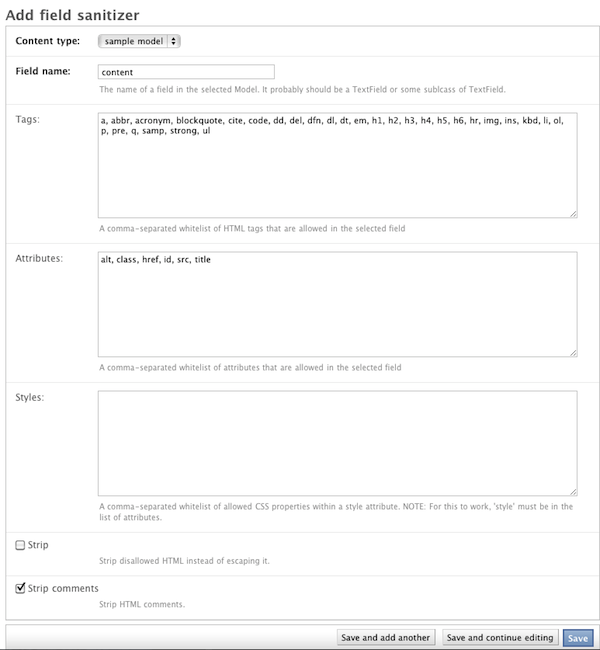 Add field sanitizer
Content type: sample model
Field name: content
The name of a field in the selected Model. It probably should be a TextField or some sublcass of TextField.
Tags: a, abbr, acronym, blockquote, cite, code, dd, del, dfn, dl, dt, em, h1, h2, h3, h4, h5, h6, hr, img, ins, kbd, li, ol,
p, pre, q, samp, strong, ul
A comma-separated whitelist of HTML tags that are allowed in the selected field
Attributes: alt, class, href, id, src, title
A comma-separated whitelist of attributes that are allowed in the selected field
Styles:
A comma-separated whitelist of allowed CSS properties within a style attribute. NOTE: For this to work, 'style' must be in the
list of attributes.
Strip
Strip disallowed HTML instead of escaping it.
Strip comments
Strip HTML comments.
Save and add another Save and continue editing Save